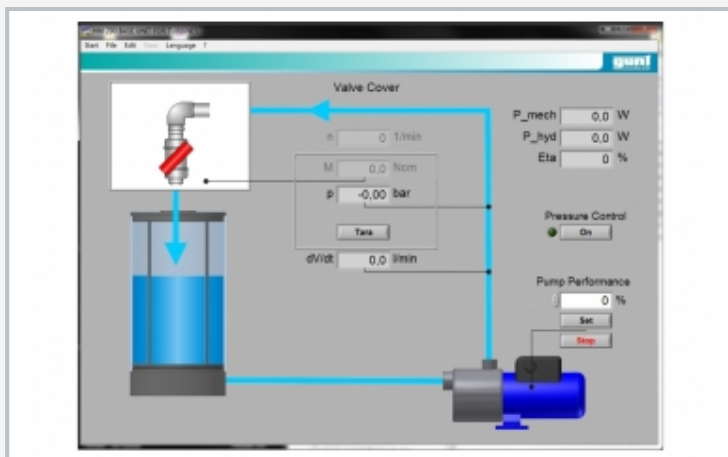 Start File Edit View Language ?
gunt
Valve Cover
n 0 1/min
M 0,0 Ncm
p -0,00 bar
Tara
dV/dt 0,0 l/min
P_mech 0,0 W
P_hyd 0,0 W
Eta 0 %
Pressure Control
On
Pump Performance
0 %
Set
Stop